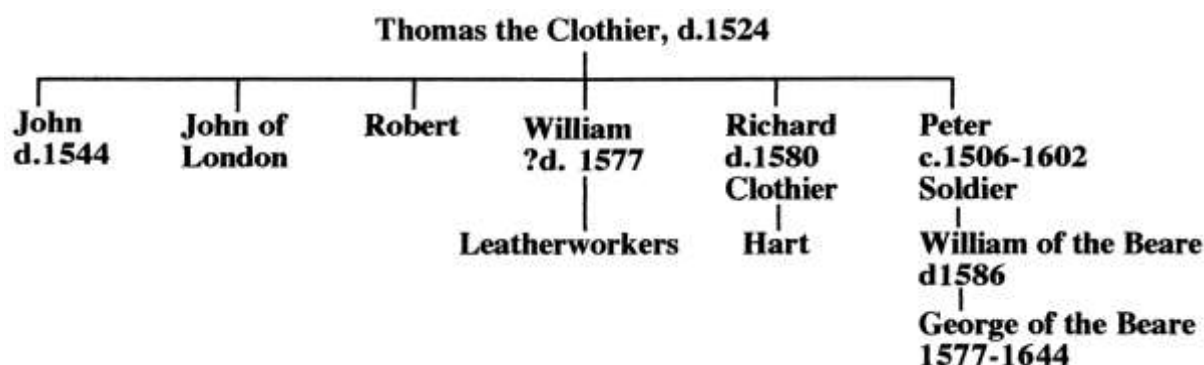 Thomas the Clothier, d.1524
John
d.1544
John of
London
Robert
William
?d. 1577
Richard
d.1580
Clothier
Peter
c.1506-1602
Soldier
Leatherworkers
Hart
William of the Beare
d1586
George of the Beare
1577-1644